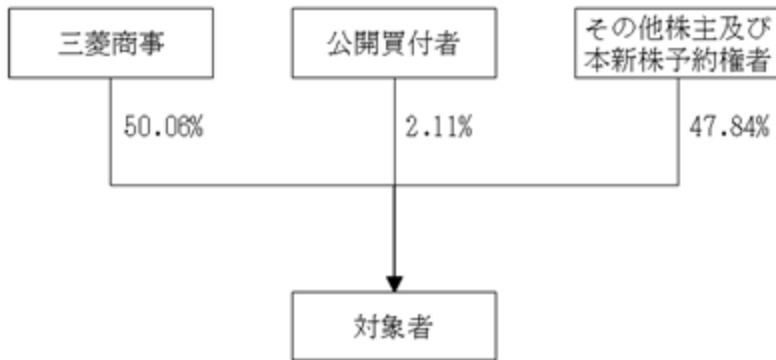 三菱商事
公開買付者
その他株主及び
本新株予約権者
50.06%
2.11%
47.84%
対象者